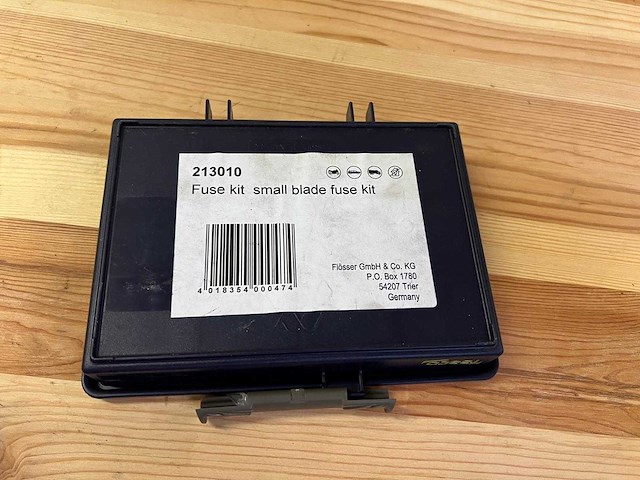 213010
Fuse kit small blade fuse kit
4 018354 000474
Flösser GmbH & Co. KG
P.O. Box 1780
54207 Trier
Germany